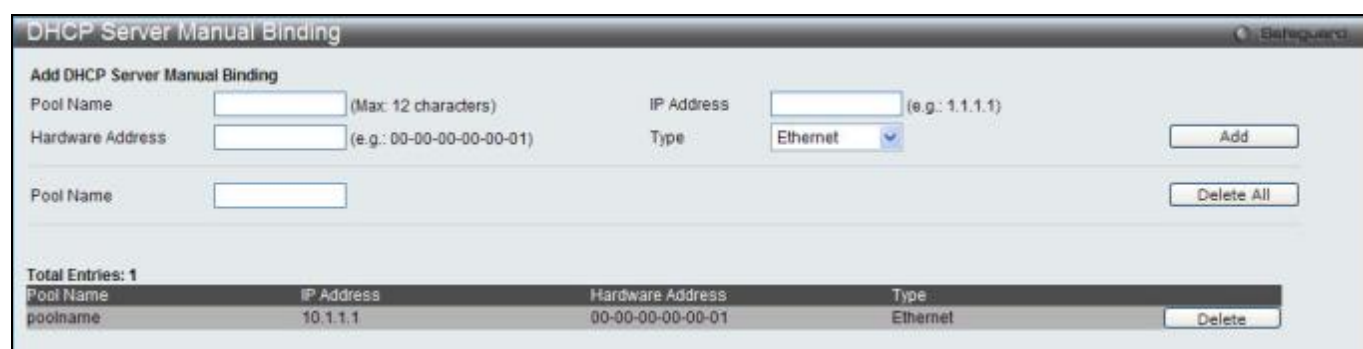 DHCP Server Manual Binding Safeguard
Add DHCP Server Manual Binding
Pool Name (Max: 12 characters) IP Address (e.g.: 1.1.1.1)
Hardware Address (e.g.: 00-00-00-00-00-01) Type Ethernet Add
Pool Name Delete All
Total Entries: 1
Pool Name IP Address Hardware Address Type
poolname 10.1.1.1 00-00-00-00-00-01 Ethernet Delete